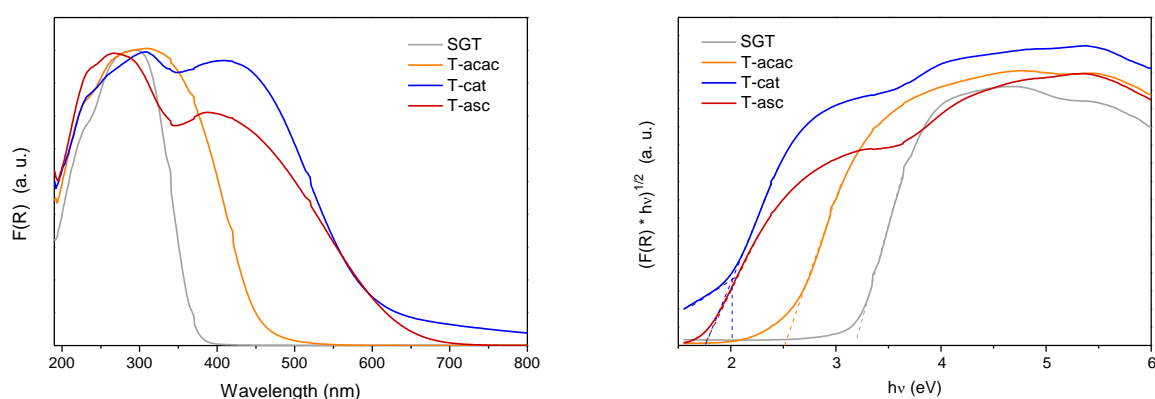 SGT
T-acac
T-cat
T-asc
F(R) (a. u.)
200 300 400 500 600 700 800
Wavelength (nm)
SGT
T-acac
T-cat
T-asc
(F(R) * hν)^1/2 (a. u.)
2 3 4 5 6
hν (eV)